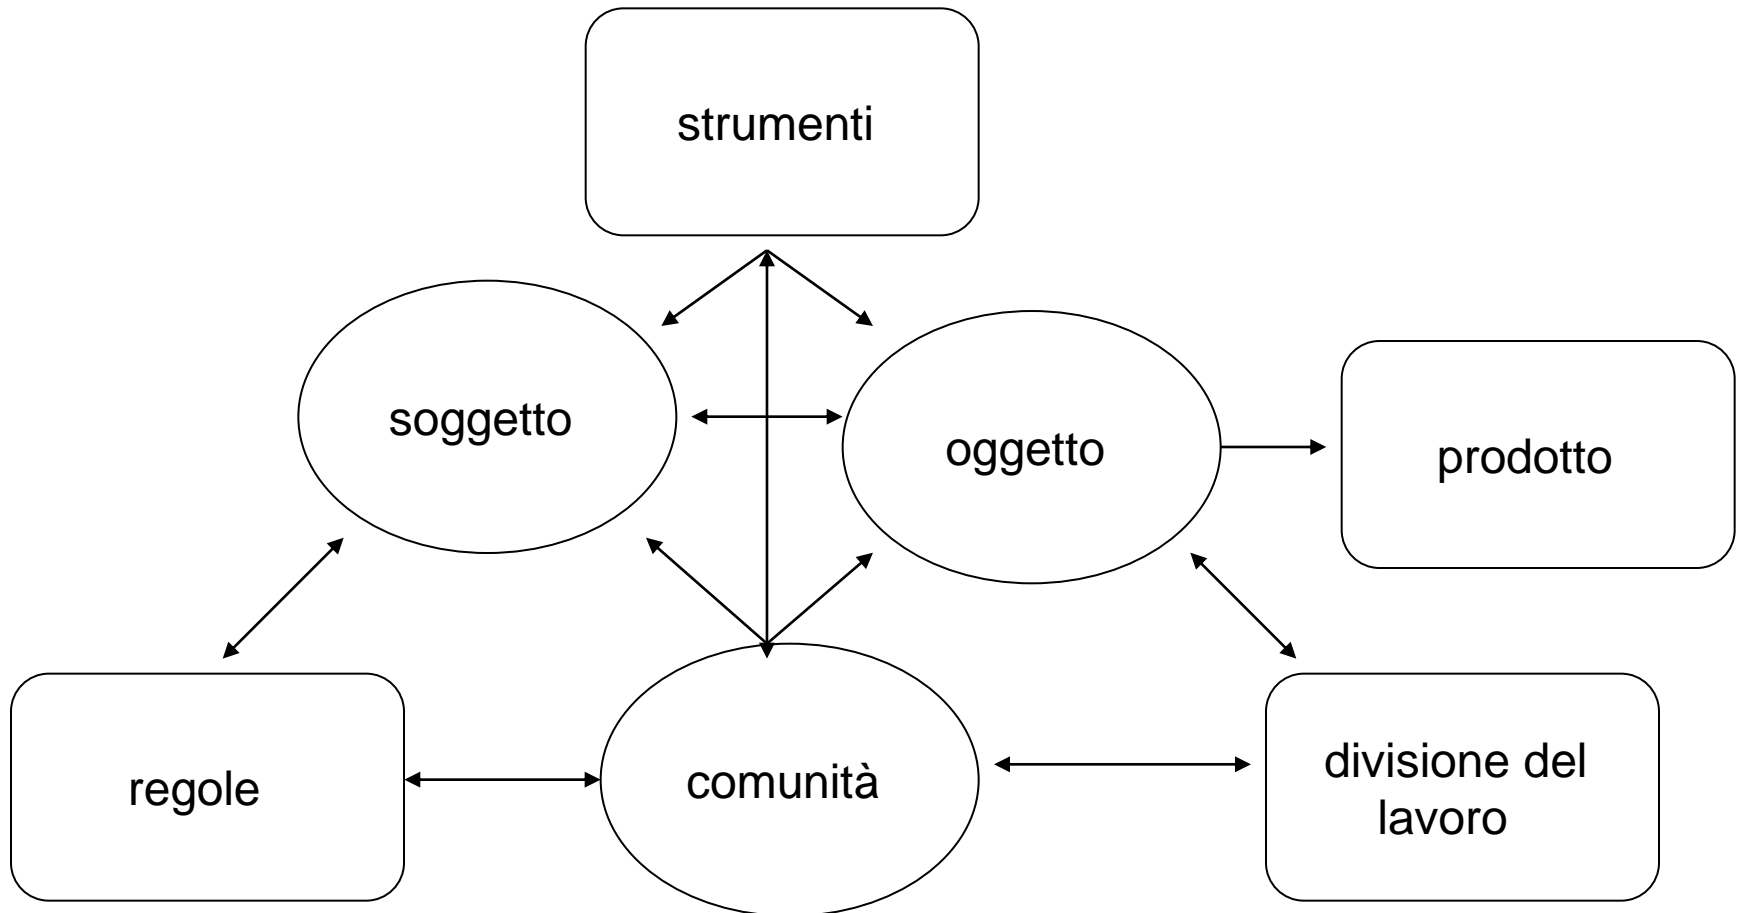 strumenti
soggetto
oggetto
prodotto
regole
comunità
divisione del
lavoro